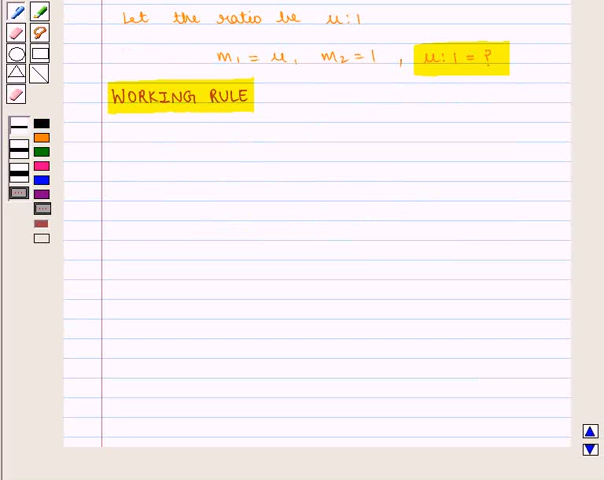 Let the ratio be μ:1
m₁ = μ, m₂ = 1 , μ:1 = ?
WORKING RULE